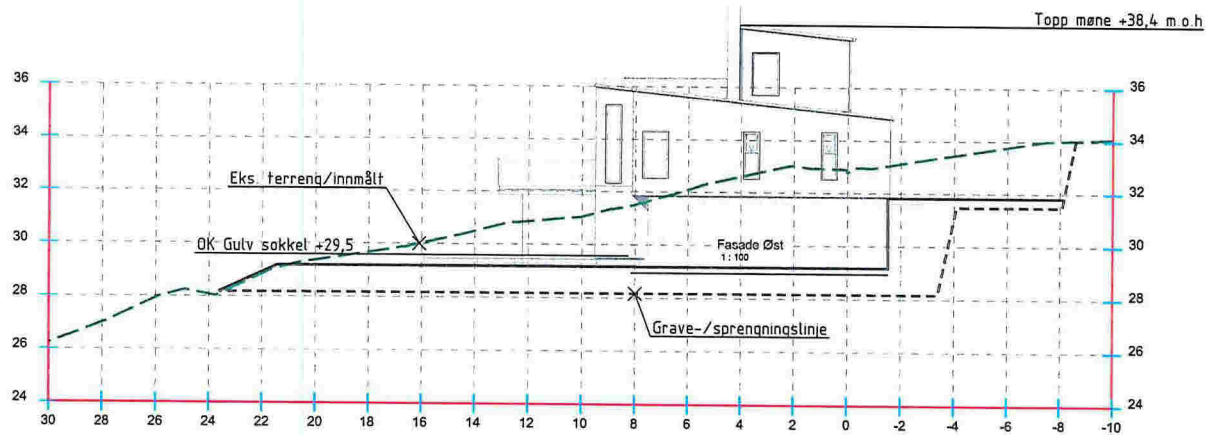 Topp møne +38,4 m o.h
36
36
34
34
Eks. terreng/innmålt
32
32
OK Gulv sokkel +29,5
Fasade Øst
1 : 100
30
30
28
28
Grave-/sprengningslinje
26
26
24
24
30 28 26 24 22 20 18 16 14 12 10 8 6 4 2 0 -2 -4 -6 -8 -10